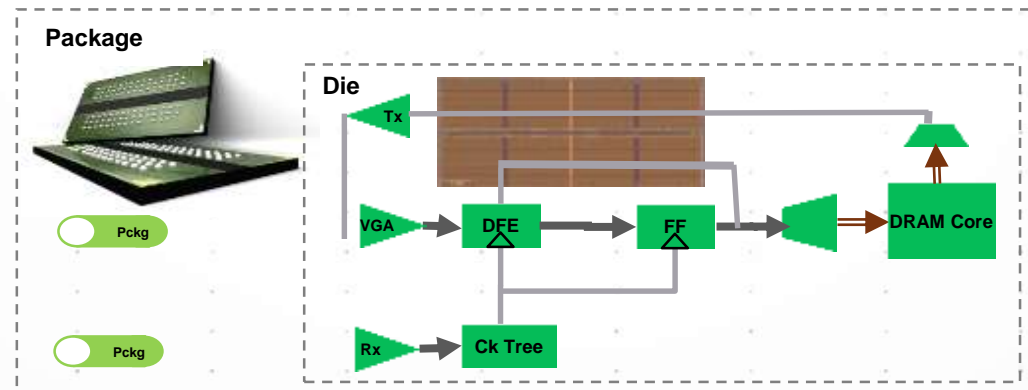 Package
Die
Tx
VGA
DFE
FF
DRAM Core
Pckg
Rx
Ck Tree
Pckg